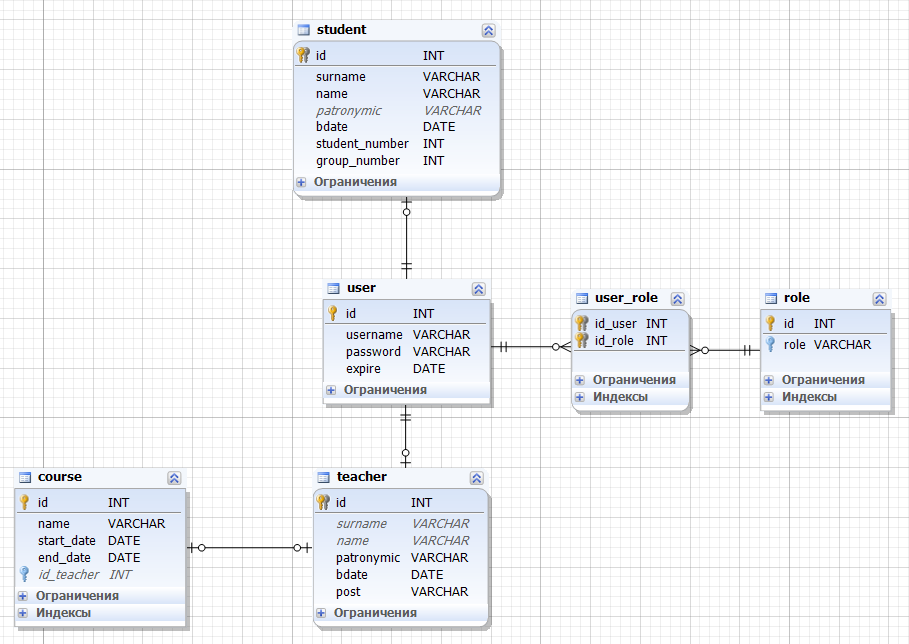 student
id INT
surname VARCHAR
name VARCHAR
patronymic VARCHAR
bdate DATE
student_number INT
group_number INT
Ограничения
user
id INT
username VARCHAR
password VARCHAR
expire DATE
Ограничения
user_role
id_user INT
id_role INT
Ограничения
Индексы
role
id INT
role VARCHAR
Ограничения
Индексы
course
id INT
name VARCHAR
start_date DATE
end_date DATE
id_teacher INT
Ограничения
Индексы
teacher
id INT
surname VARCHAR
name VARCHAR
patronymic VARCHAR
bdate DATE
post VARCHAR
Ограничения